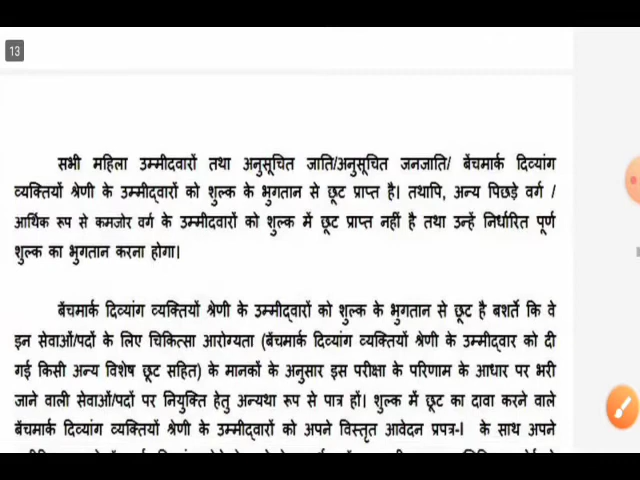 13
सभी महिला उम्मीदवारों तथा अनुसूचित जाति/अनुसूचित जनजाति/ बेंचमार्क दिव्यांग
व्यक्तियों श्रेणी के उम्मीद्वारों को शुल्क के भुगतान से छूट प्राप्त है। तथापि, अन्य पिछड़े वर्ग /
आर्थिक रूप से कमजोर वर्ग के उम्मीदवारों को शुल्क में छूट प्राप्त नहीं है तथा उन्हें निर्धारित पूर्ण
शुल्क का भुगतान करना होगा।
बेंचमार्क दिव्यांग व्यक्तियों श्रेणी के उम्मीद्वारों को शुल्क के भुगतान से छूट है बशर्ते कि वे
इन सेवाओं/पदों के लिए चिकित्सा आरोग्यता (बेंचमार्क दिव्यांग व्यक्तियों श्रेणी के उम्मीदवार को दी
गई किसी अन्य विशेष छूट सहित) के मानकों के अनुसार इस परीक्षा के परिणाम के आधार पर भरी
जाने वाली सेवाओं/पदों पर नियुक्ति हेतु अन्यथा रूप से पात्र हों। शुल्क में छूट का दावा करने वाले
बेंचमार्क दिव्यांग व्यक्तियों श्रेणी के उम्मीद्वारों को अपने विस्तृत आवेदन प्रपत्र-I के साथ अपने